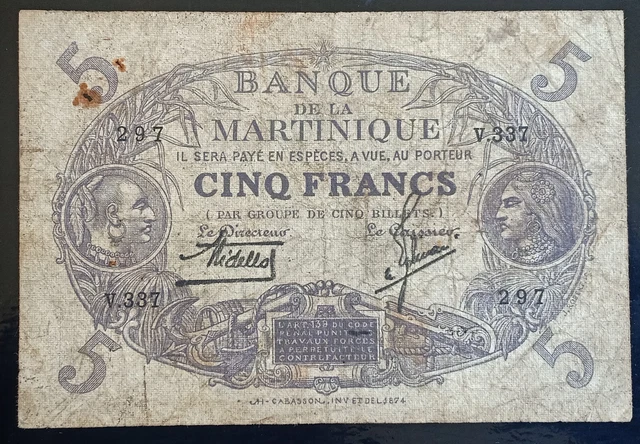 5 5
BANQUE
DE LA
MARTINIQUE
297 V.337
IL SERA PAYÉ EN ESPÈCES, A VUE, AU PORTEUR
CINQ FRANCS
( PAR GROUPE DE CINQ BILLETS. )
Le Directeur, Le Caissier,
V.337 297
L'ART. 139 DU CODE
PÉNAL PUNIT
TRAVAUX FORCÉS
A PERPÉTUITÉ LE
CONTREFACTEUR
5 5
H- CABASSON, INV ET DEL 1874